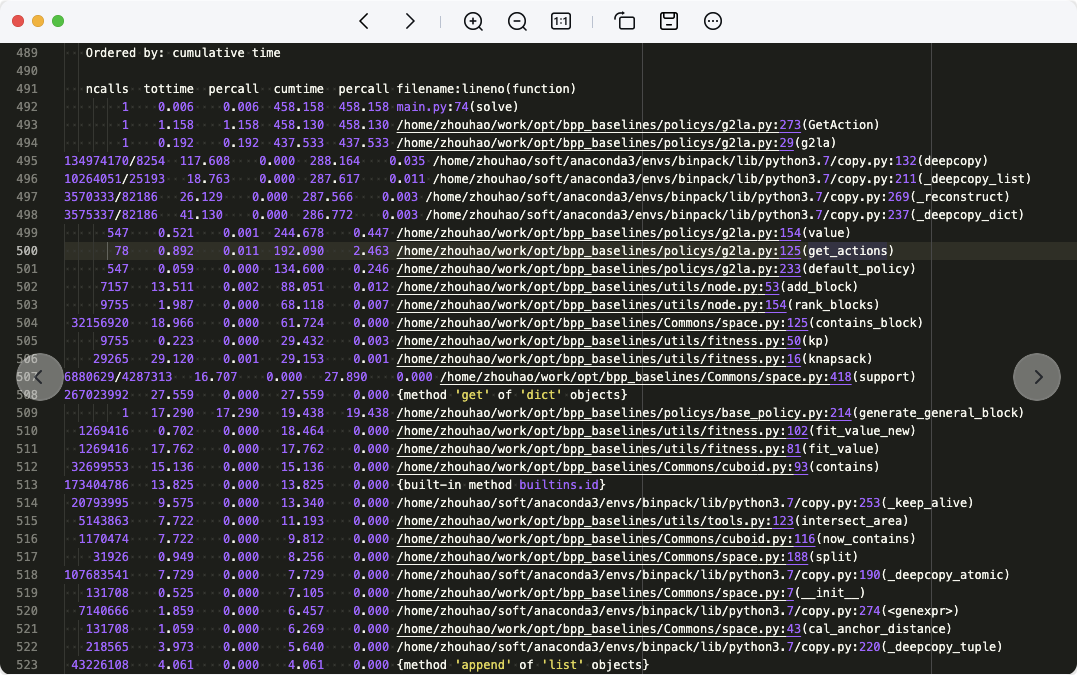 1:1
489 Ordered by: cumulative time
490
491 ncalls tottime percall cumtime percall filename:lineno(function)
492 1 0.006 0.006 458.158 458.158 main.py:74(solve)
493 1 1.158 1.158 458.130 458.130 /home/zhouhao/work/opt/bpp_baselines/policys/g2la.py:273(GetAction)
494 1 0.192 0.192 437.533 437.533 /home/zhouhao/work/opt/bpp_baselines/policys/g2la.py:29(g2la)
495 134974170/8254 117.608 0.000 288.164 0.035 /home/zhouhao/soft/anaconda3/envs/binpack/lib/python3.7/copy.py:132(deepcopy)
496 10264051/25193 18.763 0.000 287.617 0.011 /home/zhouhao/soft/anaconda3/envs/binpack/lib/python3.7/copy.py:211(_deepcopy_list)
497 3570333/82186 26.129 0.000 287.566 0.003 /home/zhouhao/soft/anaconda3/envs/binpack/lib/python3.7/copy.py:269(_reconstruct)
498 3575337/82186 41.130 0.000 286.772 0.003 /home/zhouhao/soft/anaconda3/envs/binpack/lib/python3.7/copy.py:237(_deepcopy_dict)
499 547 0.521 0.001 244.678 0.447 /home/zhouhao/work/opt/bpp_baselines/policys/g2la.py:154(value)
500 78 0.892 0.011 192.090 2.463 /home/zhouhao/work/opt/bpp_baselines/policys/g2la.py:125(get_actions)
501 547 0.059 0.000 134.600 0.246 /home/zhouhao/work/opt/bpp_baselines/policys/g2la.py:233(default_policy)
502 7157 13.511 0.002 88.051 0.012 /home/zhouhao/work/opt/bpp_baselines/utils/node.py:53(add_block)
503 9755 1.987 0.000 68.118 0.007 /home/zhouhao/work/opt/bpp_baselines/utils/node.py:154(rank_blocks)
504 32156920 18.966 0.000 61.724 0.000 /home/zhouhao/work/opt/bpp_baselines/Commons/space.py:125(contains_block)
505 9755 0.223 0.000 29.432 0.003 /home/zhouhao/work/opt/bpp_baselines/utils/fitness.py:50(kp)
506 29265 29.120 0.001 29.153 0.001 /home/zhouhao/work/opt/bpp_baselines/utils/fitness.py:16(knapsack)
507 6880629/4287313 16.707 0.000 27.890 0.000 /home/zhouhao/work/opt/bpp_baselines/Commons/space.py:418(support)
508 267023992 27.559 0.000 27.559 0.000 {method 'get' of 'dict' objects}
509 1 17.290 17.290 19.438 19.438 /home/zhouhao/work/opt/bpp_baselines/policys/base_policy.py:214(generate_general_block)
510 1269416 0.702 0.000 18.464 0.000 /home/zhouhao/work/opt/bpp_baselines/utils/fitness.py:102(fit_value_new)
511 1269416 17.762 0.000 17.762 0.000 /home/zhouhao/work/opt/bpp_baselines/utils/fitness.py:81(fit_value)
512 32699553 15.136 0.000 15.136 0.000 /home/zhouhao/work/opt/bpp_baselines/Commons/cuboid.py:93(contains)
513 173404786 13.825 0.000 13.825 0.000 {built-in method builtins.id}
514 20793995 9.575 0.000 13.340 0.000 /home/zhouhao/soft/anaconda3/envs/binpack/lib/python3.7/copy.py:253(_keep_alive)
515 5143863 7.722 0.000 11.193 0.000 /home/zhouhao/work/opt/bpp_baselines/utils/tools.py:123(intersect_area)
516 1170474 7.722 0.000 9.812 0.000 /home/zhouhao/work/opt/bpp_baselines/Commons/cuboid.py:116(now_contains)
517 31926 0.949 0.000 8.256 0.000 /home/zhouhao/work/opt/bpp_baselines/Commons/space.py:188(split)
518 107683541 7.729 0.000 7.729 0.000 /home/zhouhao/soft/anaconda3/envs/binpack/lib/python3.7/copy.py:190(_deepcopy_atomic)
519 131708 0.525 0.000 7.105 0.000 /home/zhouhao/work/opt/bpp_baselines/Commons/space.py:7(__init__)
520 7140666 1.859 0.000 6.457 0.000 /home/zhouhao/soft/anaconda3/envs/binpack/lib/python3.7/copy.py:274(<genexpr>)
521 131708 1.059 0.000 6.269 0.000 /home/zhouhao/work/opt/bpp_baselines/Commons/space.py:43(cal_anchor_distance)
522 218565 3.973 0.000 5.640 0.000 /home/zhouhao/soft/anaconda3/envs/binpack/lib/python3.7/copy.py:220(_deepcopy_tuple)
523 43226108 4.061 0.000 4.061 0.000 {method 'append' of 'list' objects}